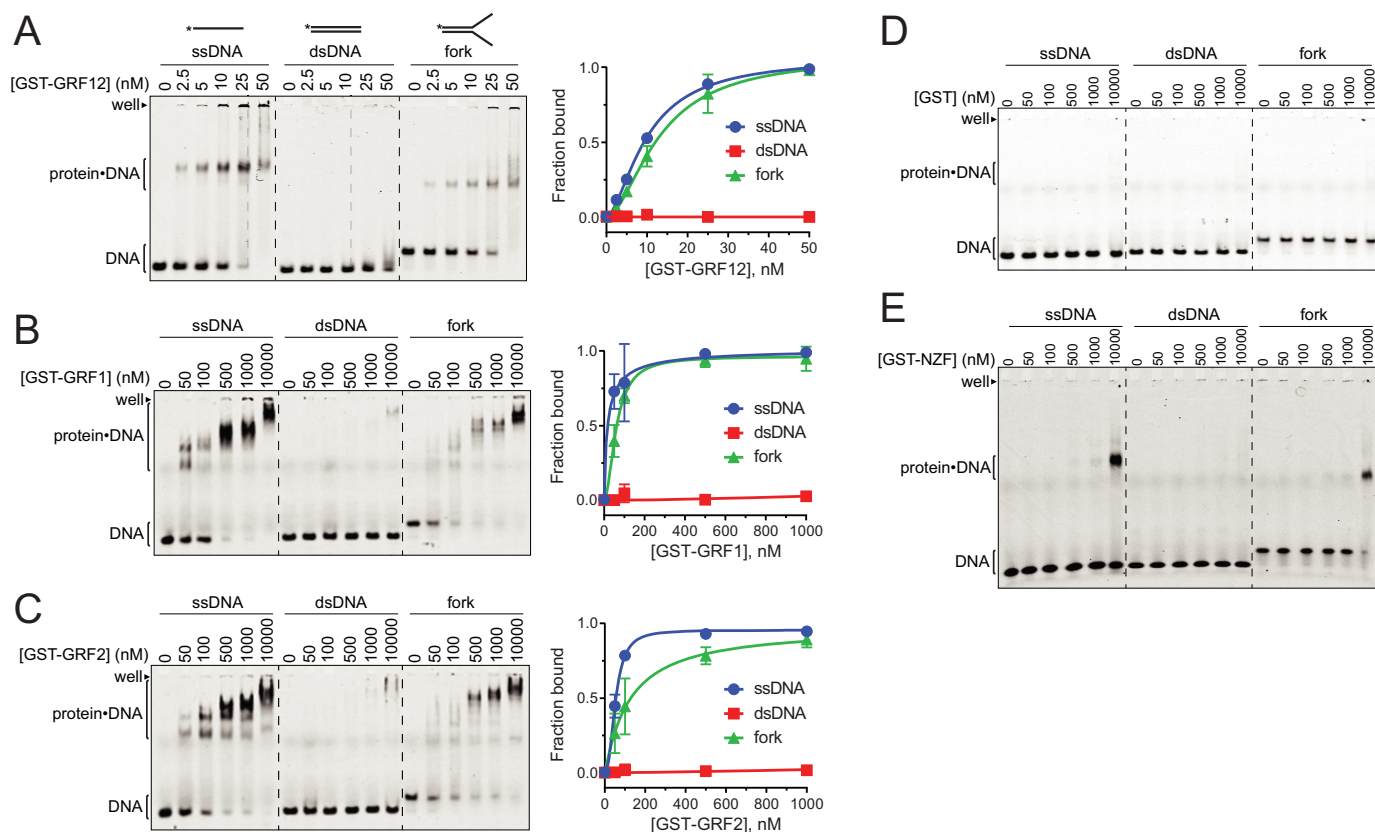 A
* * *
ssDNA dsDNA fork
[GST-GRF12] (nM) 0 2.5 5 10 25 50 0 2.5 5 10 25 50 0 2.5 5 10 25 50
well
protein•DNA
DNA
Fraction bound
1.0
0.5
0.0
0 10 20 30 40 50
[GST-GRF12], nM
ssDNA
dsDNA
fork
B
ssDNA dsDNA fork
[GST-GRF1] (nM) 0 50 100 500 1000 10000 0 50 100 500 1000 10000 0 50 100 500 1000 10000
well
protein•DNA
DNA
Fraction bound
1.0
0.5
0.0
0 200 400 600 800 1000
[GST-GRF1], nM
ssDNA
dsDNA
fork
C
ssDNA dsDNA fork
[GST-GRF2] (nM) 0 50 100 5000 1000 10000 0 50 100 500 1000 10000 0 50 100 500 1000 10000
well
protein•DNA
DNA
Fraction bound
1.0
0.5
0.0
0 200 400 600 800 1000
[GST-GRF2], nM
ssDNA
dsDNA
fork
D
ssDNA dsDNA fork
[GST] (nM) 0 50 100 500 1000 10000 0 50 100 500 1000 10000 0 50 100 500 1000 10000
well
protein•DNA
DNA
E
ssDNA dsDNA fork
[GST-NZF] (nM) 0 50 100 500 1000 10000 0 50 100 500 1000 10000 0 50 100 500 1000 10000
well
protein•DNA
DNA